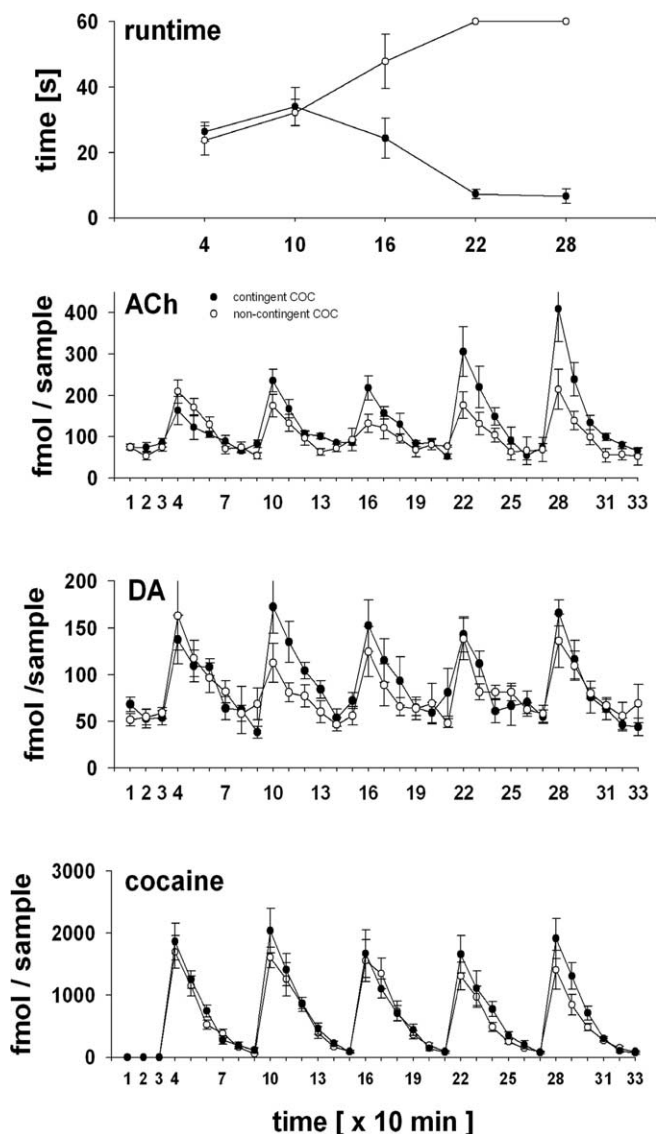 runtime
time [s]
60
40
20
0
4 10 16 22 28
ACh
contingent COC
non-contingent COC
fmol / sample
400
300
200
100
0
1 2 3 4 7 10 13 16 19 22 25 28 31 33
DA
fmol /sample
200
150
100
50
0
1 2 3 4 7 10 13 16 19 22 25 28 31 33
cocaine
fmol / sample
3000
2000
1000
0
1 2 3 4 7 10 13 16 19 22 25 28 31 33
time [ x 10 min ]